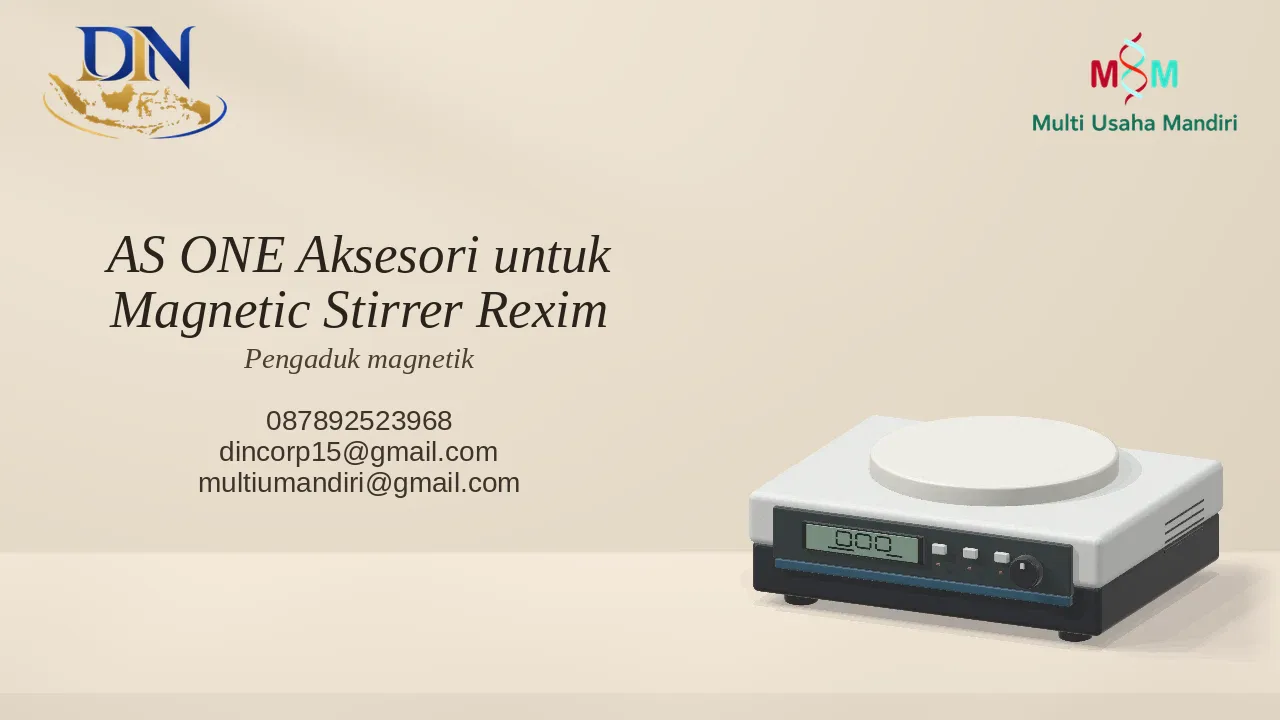 DN
M M
Multi Usaha Mandiri
AS ONE Aksesori untuk
Magnetic Stirrer Rexim
Pengaduk magnetik
087892523968
dincorp15@gmail.com
multiumandiri@gmail.com
000